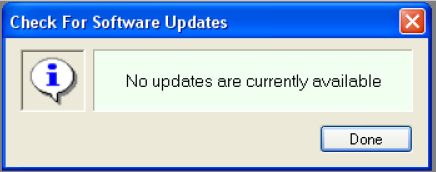 Check For Software Updates
No updates are currently available
Done